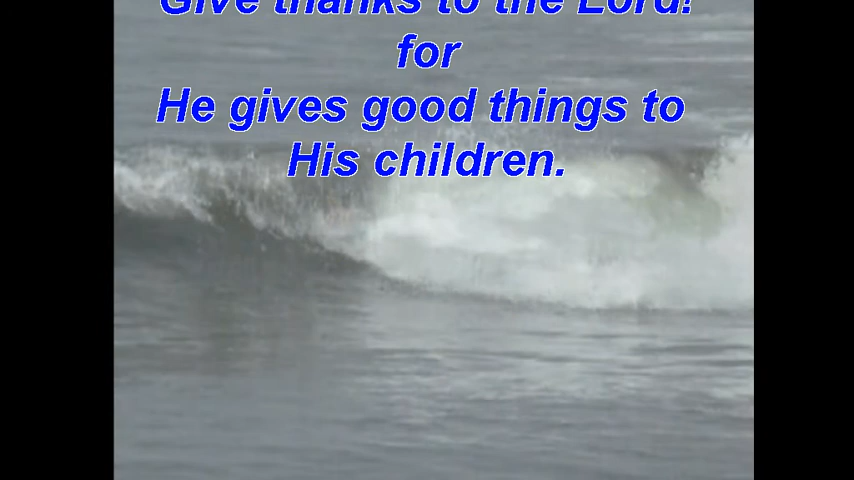 Give thanks to the Lord!
for
He gives good things to
His children.